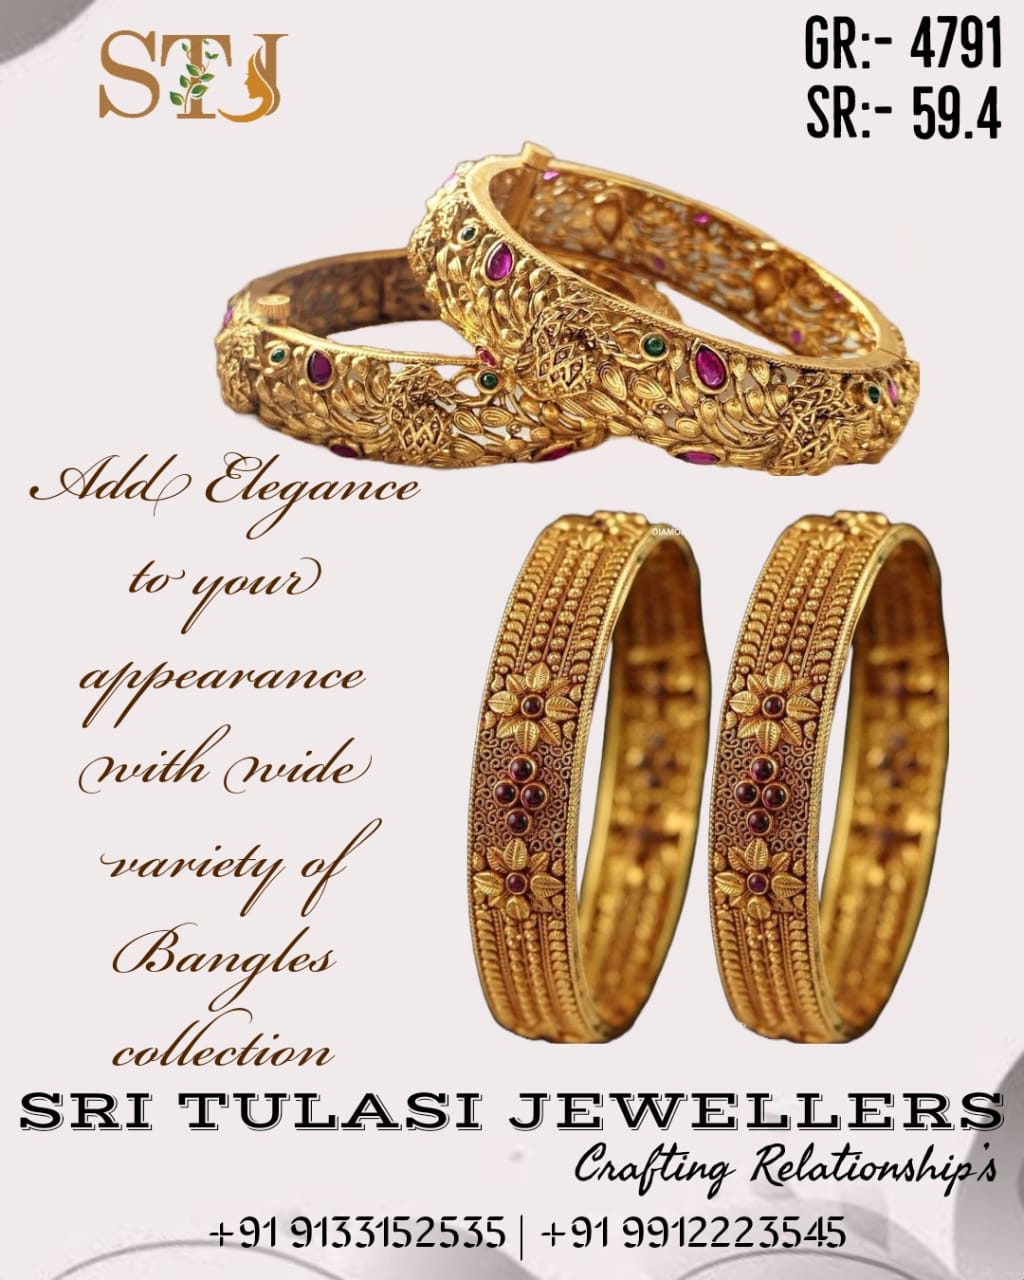 STJ
GR:- 4791
SR:- 59.4
Add Elegance
to your
appearance
with wide
variety of
Bangles
collection
SRI TULASI JEWELLERS
Crafting Relationship's
+91 9133152535 | +91 9912223545